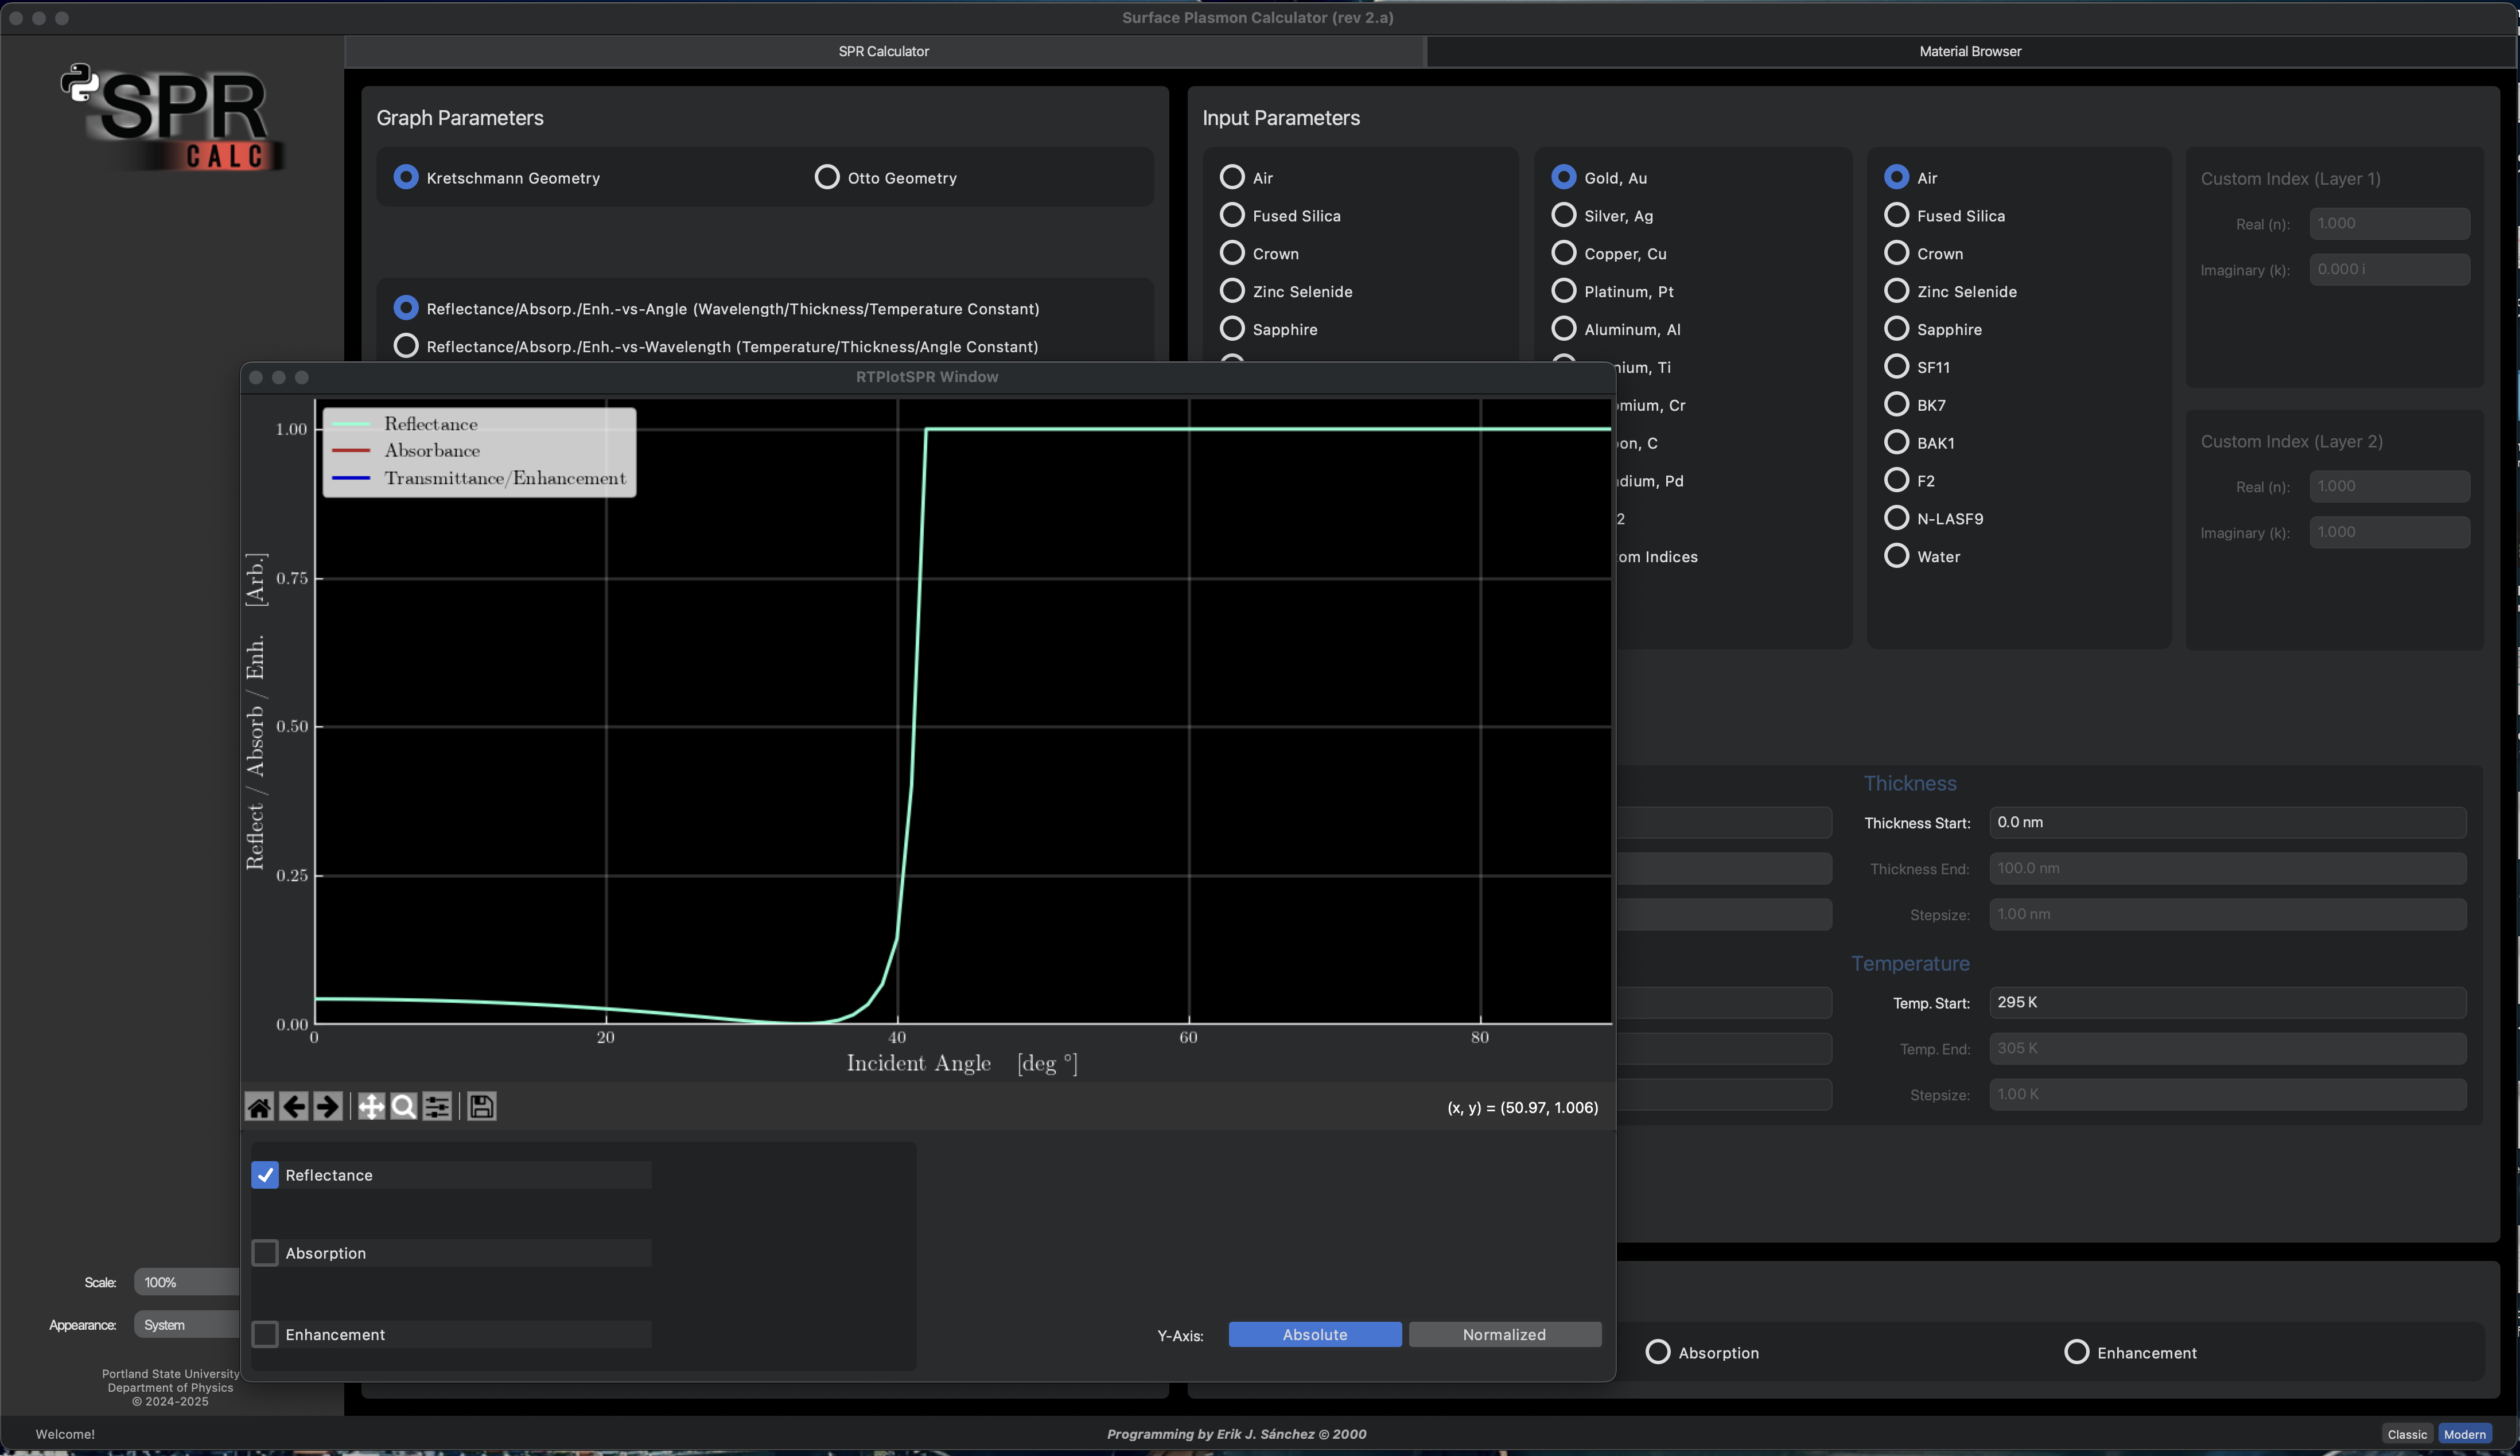 Surface Plasmon Calculator (rev 2.a)
SPR Calculator
Material Browser
SPR
CALC
Graph Parameters
Kretschmann Geometry
Otto Geometry
Reflectance/Absorp./Enh.-vs-Angle (Wavelength/Thickness/Temperature Constant)
Reflectance/Absorp./Enh.-vs-Wavelength (Temperature/Thickness/Angle Constant)
Input Parameters
Air
Fused Silica
Crown
Zinc Selenide
Sapphire
Gold, Au
Silver, Ag
Copper, Cu
Platinum, Pt
Aluminum, Al
nium, Ti
omium, Cr
on, C
dium, Pd
2
om Indices
Air
Fused Silica
Crown
Zinc Selenide
Sapphire
SF11
BK7
BAK1
F2
N-LASF9
Water
Custom Index (Layer 1)
Real (n): 1.000
Imaginary (k): 0.000 i
Custom Index (Layer 2)
Real (n): 1.000
Imaginary (k): 1.000
Thickness
Thickness Start: 0.0 nm
Thickness End: 100.0 nm
Stepsize: 1.00 nm
Temperature
Temp. Start: 295 K
Temp. End: 305 K
Stepsize: 1.00 K
RTPlotSPR Window
Reflectance
Absorbance
Transmittance/Enhancement
1.00
0.75
0.50
0.25
0.00
Reflect / Absorb / Enh. [Arb.]
0 20 40 60 80
Incident Angle [deg °]
(x, y) = (50.97, 1.006)
Reflectance
Absorption
Enhancement
Y-Axis: Absolute Normalized
Absorption
Enhancement
Scale: 100%
Appearance: System
Portland State University
Department of Physics
© 2024-2025
Welcome!
Programming by Erik J. Sánchez © 2000
Classic Modern